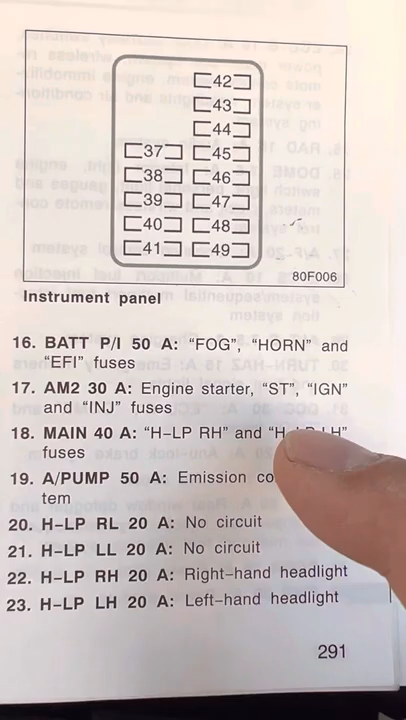 42
43
44
37 45
38 46
39 47
40 48
41 49
80F006
Instrument panel
16. BATT P/I 50 A: “FOG”, “HORN” and
“EFI” fuses
17. AM2 30 A: Engine starter, “ST”, “IGN”
and “INJ” fuses
18. MAIN 40 A: “H–LP RH” and “H–LP LH”
fuses
19. A/PUMP 50 A: Emission
tem
20. H–LP RL 20 A: No circuit
21. H–LP LL 20 A: No circuit
22. H–LP RH 20 A: Right–hand headlight
23. H–LP LH 20 A: Left–hand headlight
291